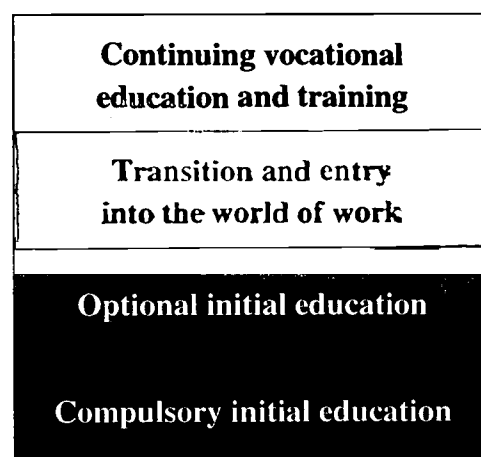 Continuing vocational
education and training
Transition and entry
into the world of work
Optional initial education
Compulsory initial education